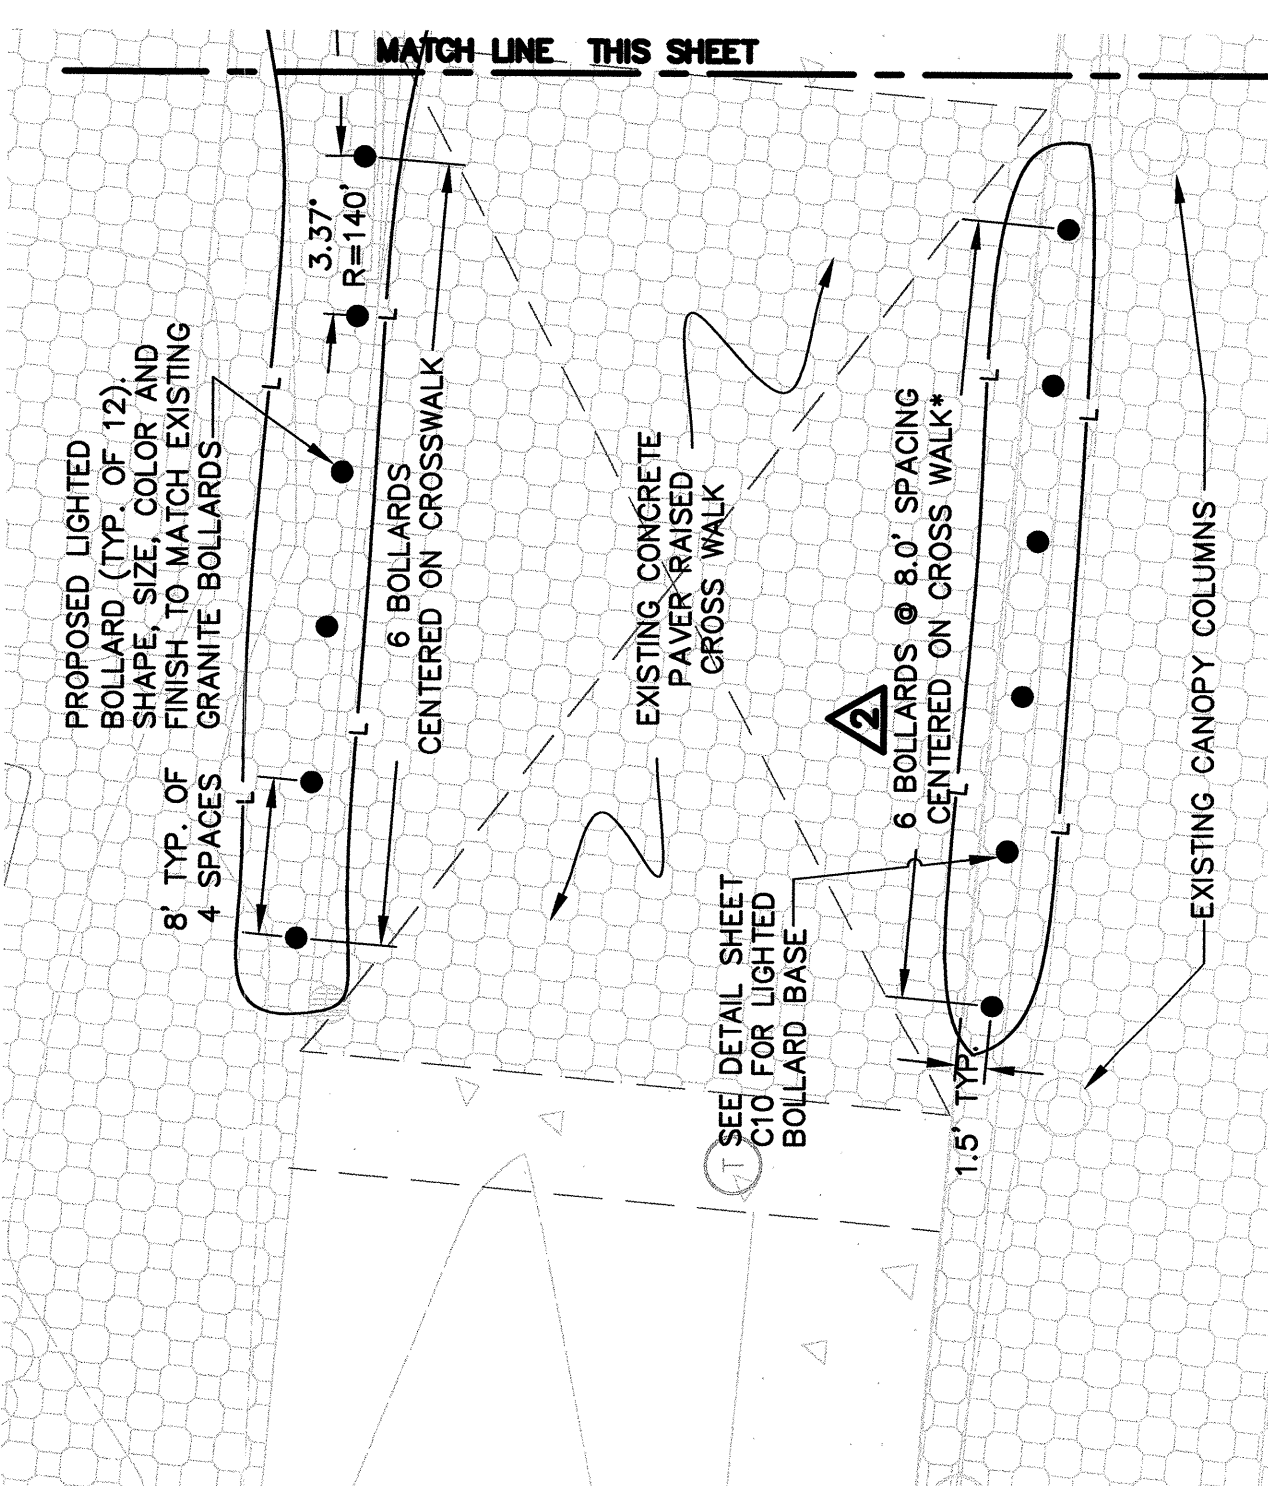 MATCH LINE THIS SHEET
3.37°
R=140'
PROPOSED LIGHTED
BOLLARD (TYP. OF 12).
SHAPE, SIZE, COLOR AND
FINISH TO MATCH EXISTING
GRANITE BOLLARDS
8' TYP. OF
4 SPACES
6 BOLLARDS
CENTERED ON CROSSWALK
EXISTING CONCRETE
PAVER RAISED
CROSS WALK
2
6 BOLLARDS @ 8.0' SPACING
CENTERED ON CROSS WALK*
SEE DETAIL SHEET
C10 FOR LIGHTED
BOLLARD BASE
1.5' TYP.
EXISTING CANOPY COLUMNS
T
L
L
L
L
L
L
L
L